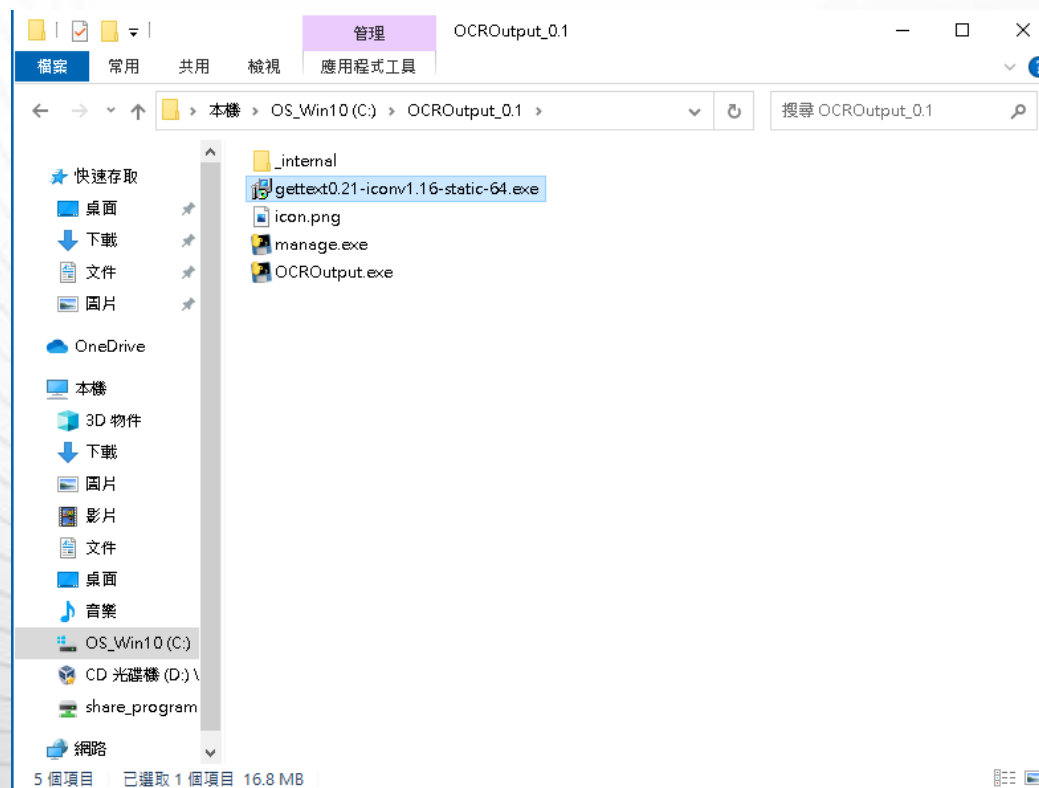 管理 OCROutput_0.1
檔案 常用 共用 檢視 應用程式工具
本機 OS_Win10 (C:) OCROutput_0.1 搜尋 OCROutput_0.1
快速存取
桌面
下載
文件
圖片
OneDrive
本機
3D 物件
下載
圖片
影片
文件
桌面
音樂
OS_Win10 (C:)
CD 光碟機 (D:) \
share_program
網路
_internal
gettext0.21-iconv1.16-static-64.exe
icon.png
manage.exe
OCROutput.exe
5 個項目 已選取 1 個項目 16.8 MB